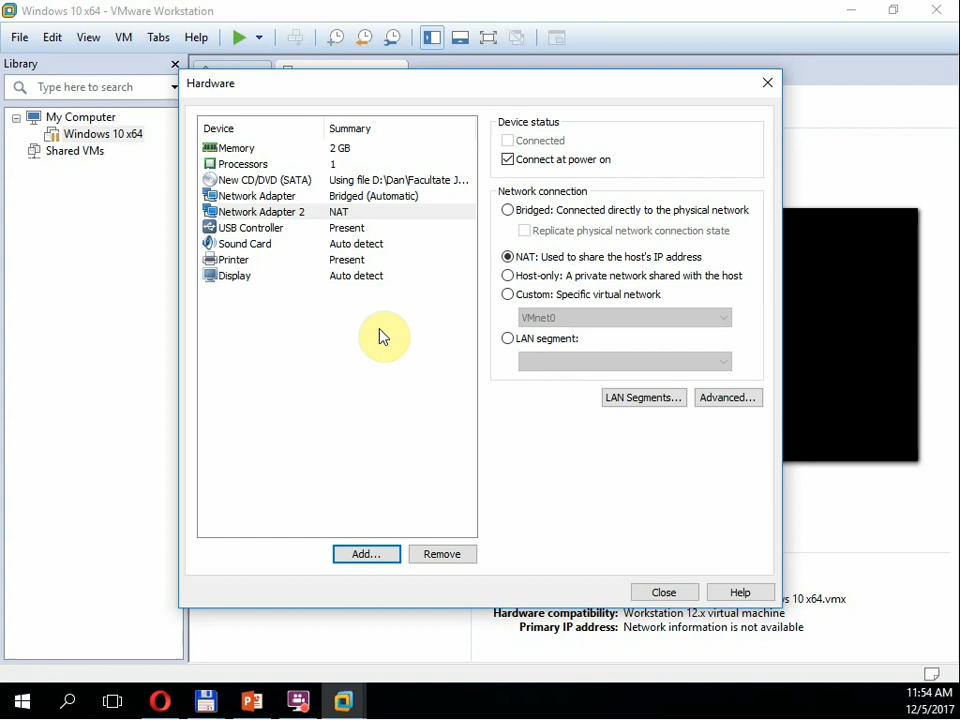 Windows 10 x64 - VMware Workstation
File Edit View VM Tabs Help
Library
Type here to search
My Computer
Windows 10 x64
Shared VMs
Hardware
Device Summary
Memory 2 GB
Processors 1
New CD/DVD (SATA) Using file D:\Dan\Facultate J...
Network Adapter Bridged (Automatic)
Network Adapter 2 NAT
USB Controller Present
Sound Card Auto detect
Printer Present
Display Auto detect
Add... Remove
Device status
Connected
Connect at power on
Network connection
Bridged: Connected directly to the physical network
Replicate physical network connection state
NAT: Used to share the host's IP address
Host-only: A private network shared with the host
Custom: Specific virtual network
VMnet0
LAN segment:
LAN Segments... Advanced...
Close Help
s 10 x64.vmx
Hardware compatibility: Workstation 12.x virtual machine
Primary IP address: Network information is not available
11:54 AM
12/5/2017